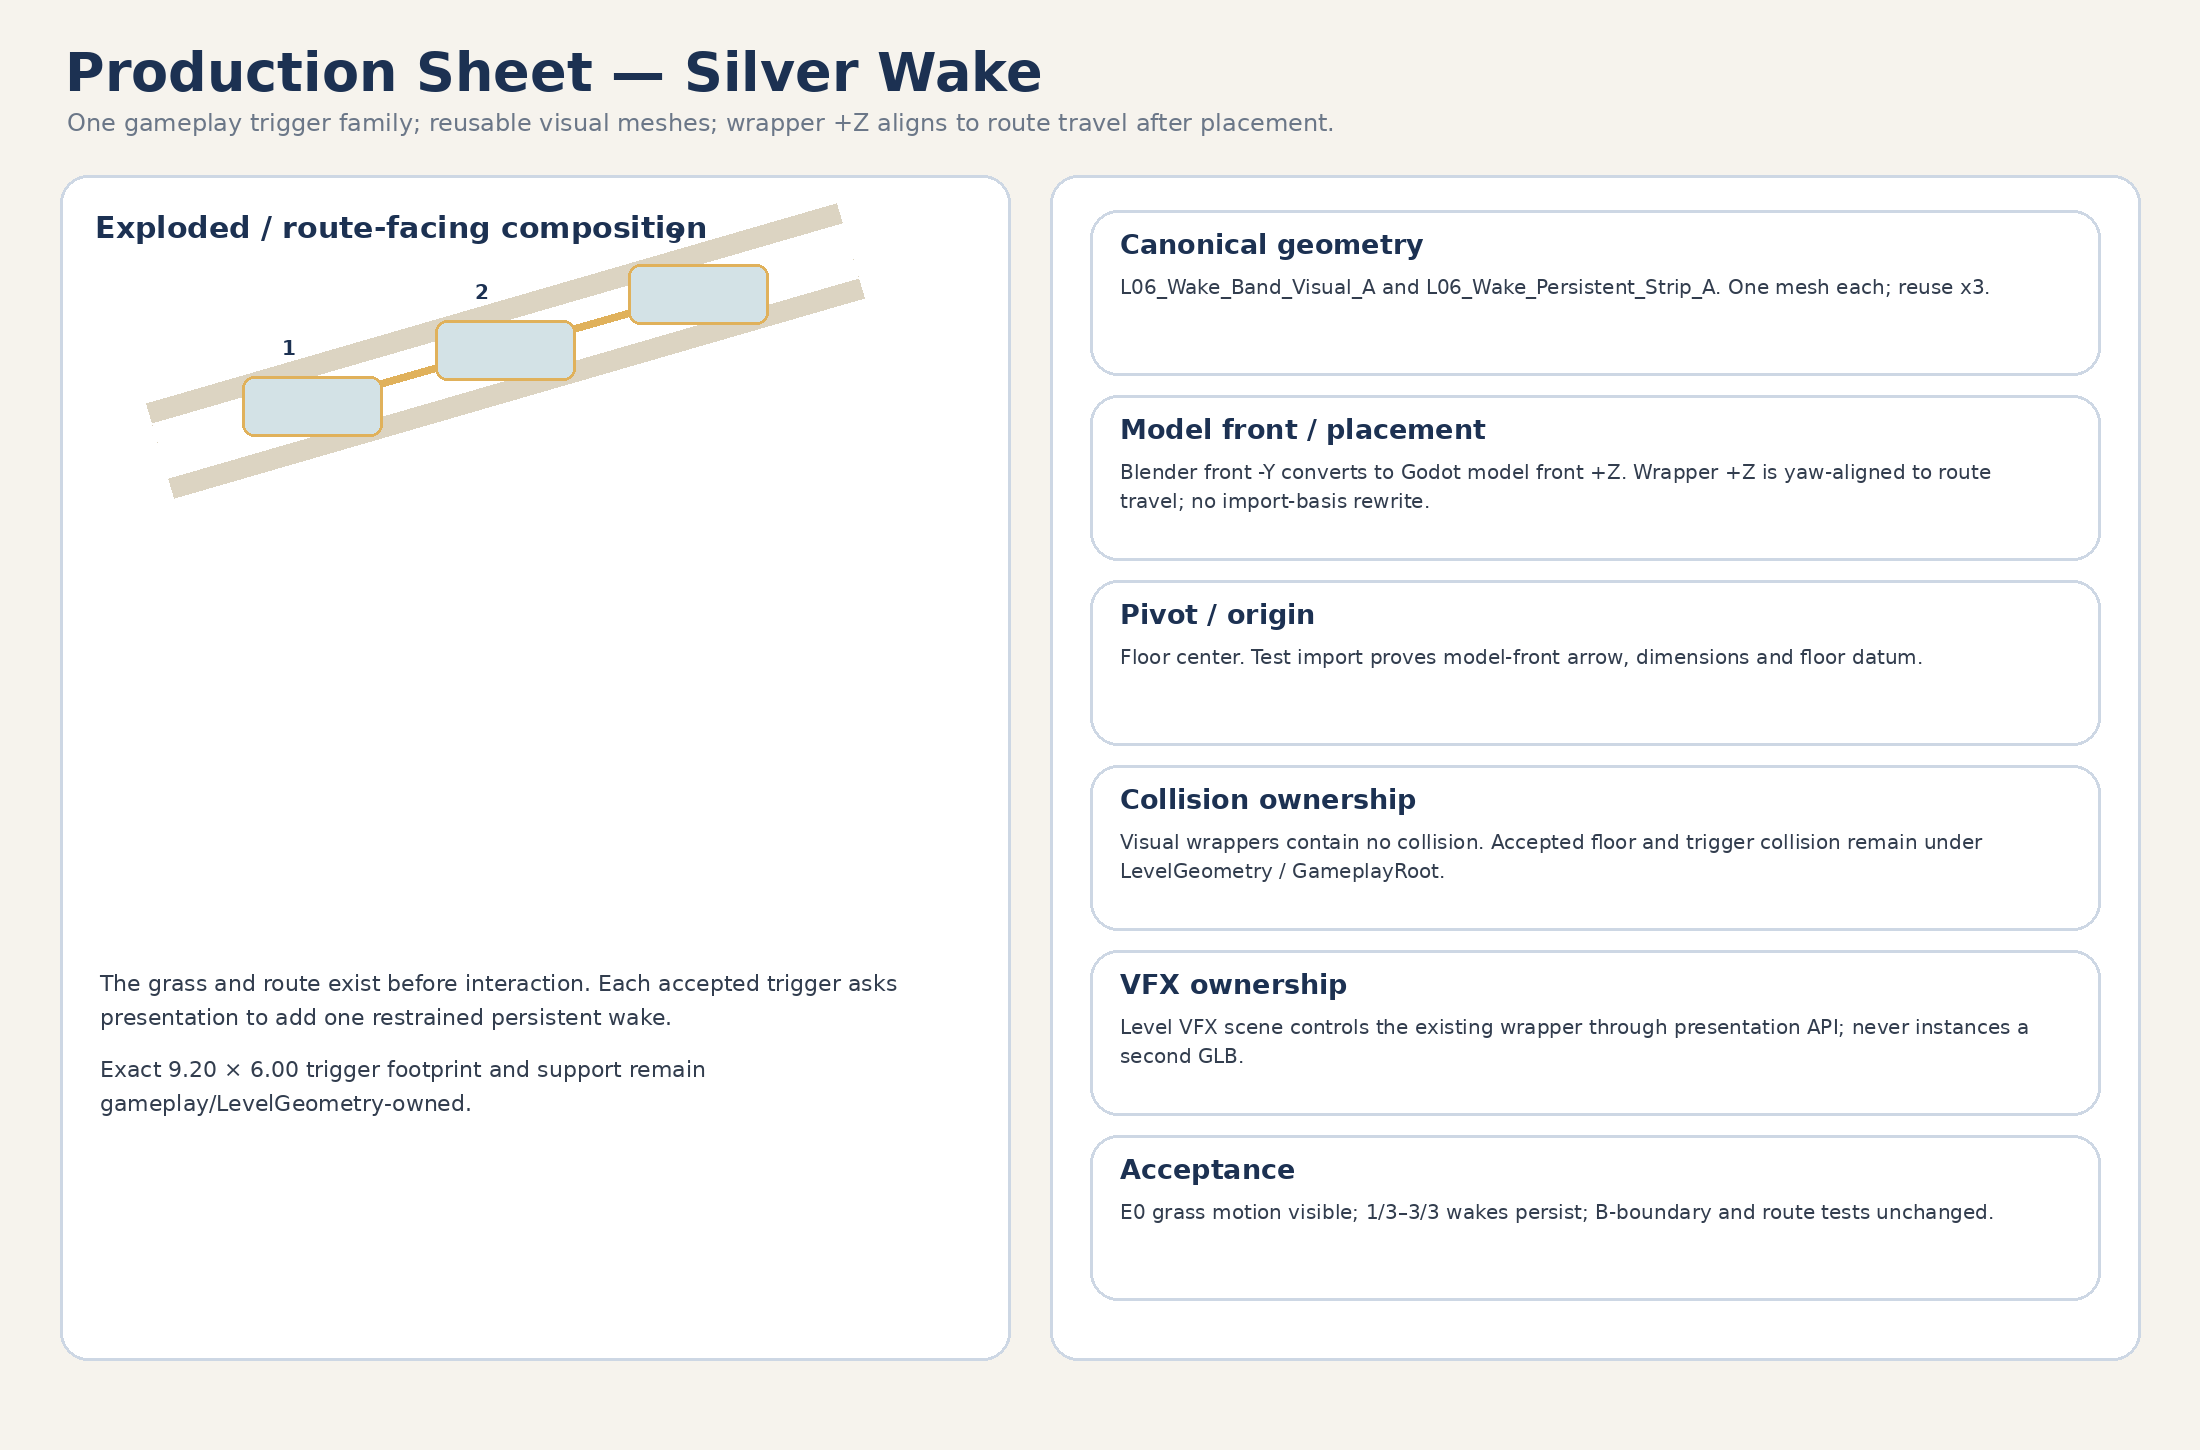 Production Sheet — Silver Wake
One gameplay trigger family; reusable visual meshes; wrapper +Z aligns to route travel after placement.
Exploded / route-facing composition
3
2
1
The grass and route exist before interaction. Each accepted trigger asks
presentation to add one restrained persistent wake.
Exact 9.20 × 6.00 trigger footprint and support remain
gameplay/LevelGeometry-owned.
Canonical geometry
L06_Wake_Band_Visual_A and L06_Wake_Persistent_Strip_A. One mesh each; reuse x3.
Model front / placement
Blender front -Y converts to Godot model front +Z. Wrapper +Z is yaw-aligned to route
travel; no import-basis rewrite.
Pivot / origin
Floor center. Test import proves model-front arrow, dimensions and floor datum.
Collision ownership
Visual wrappers contain no collision. Accepted floor and trigger collision remain under
LevelGeometry / GameplayRoot.
VFX ownership
Level VFX scene controls the existing wrapper through presentation API; never instances a
second GLB.
Acceptance
E0 grass motion visible; 1/3–3/3 wakes persist; B-boundary and route tests unchanged.